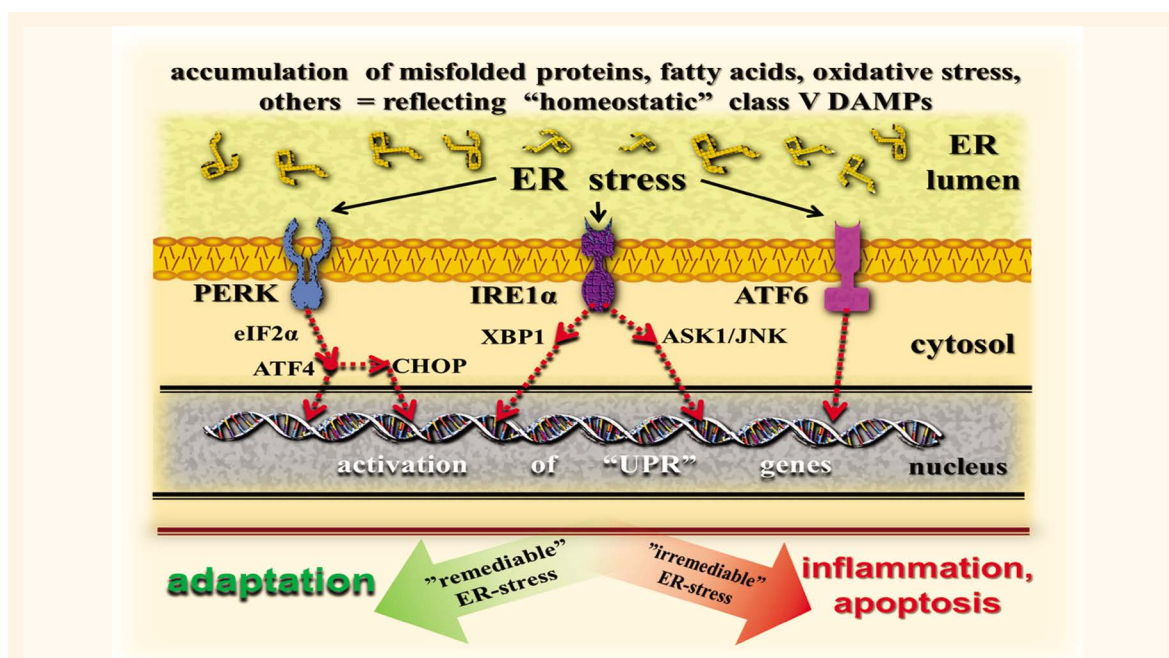 accumulation of misfolded proteins, fatty acids, oxidative stress,
others = reflecting “homeostatic” class V DAMPs
ER
lumen
ER stress
PERK
IRE1α
ATF6
eIF2α
XBP1
ASK1/JNK
cytosol
ATF4
CHOP
activation of “UPR” genes
nucleus
adaptation
”remediable”
ER-stress
”irremediable”
ER-stress
inflammation,
apoptosis